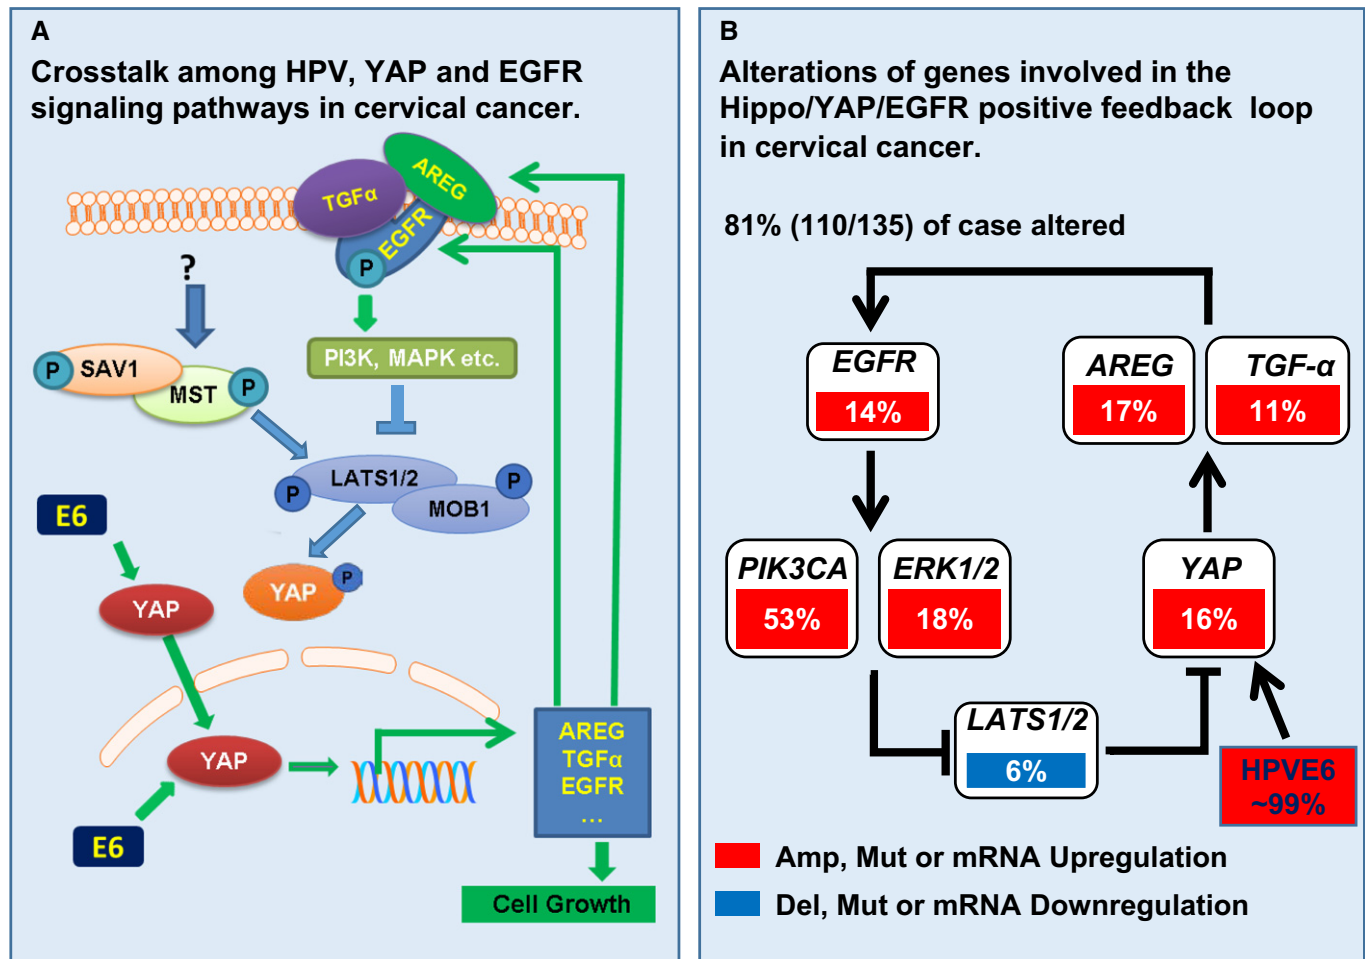 A
Crosstalk among HPV, YAP and EGFR
signaling pathways in cervical cancer.
TGFα
AREG
EGFR
P
?
PI3K, MAPK etc.
P
SAV1
MST
P
LATS1/2
P
MOB1
P
E6
YAP
P
YAP
YAP
E6
AREG
TGFα
EGFR
...
Cell Growth
B
Alterations of genes involved in the
Hippo/YAP/EGFR positive feedback loop
in cervical cancer.
81% (110/135) of case altered
EGFR
14%
AREG
17%
TGF-α
11%
PIK3CA
53%
ERK1/2
18%
YAP
16%
LATS1/2
6%
HPVE6
~99%
Amp, Mut or mRNA Upregulation
Del, Mut or mRNA Downregulation